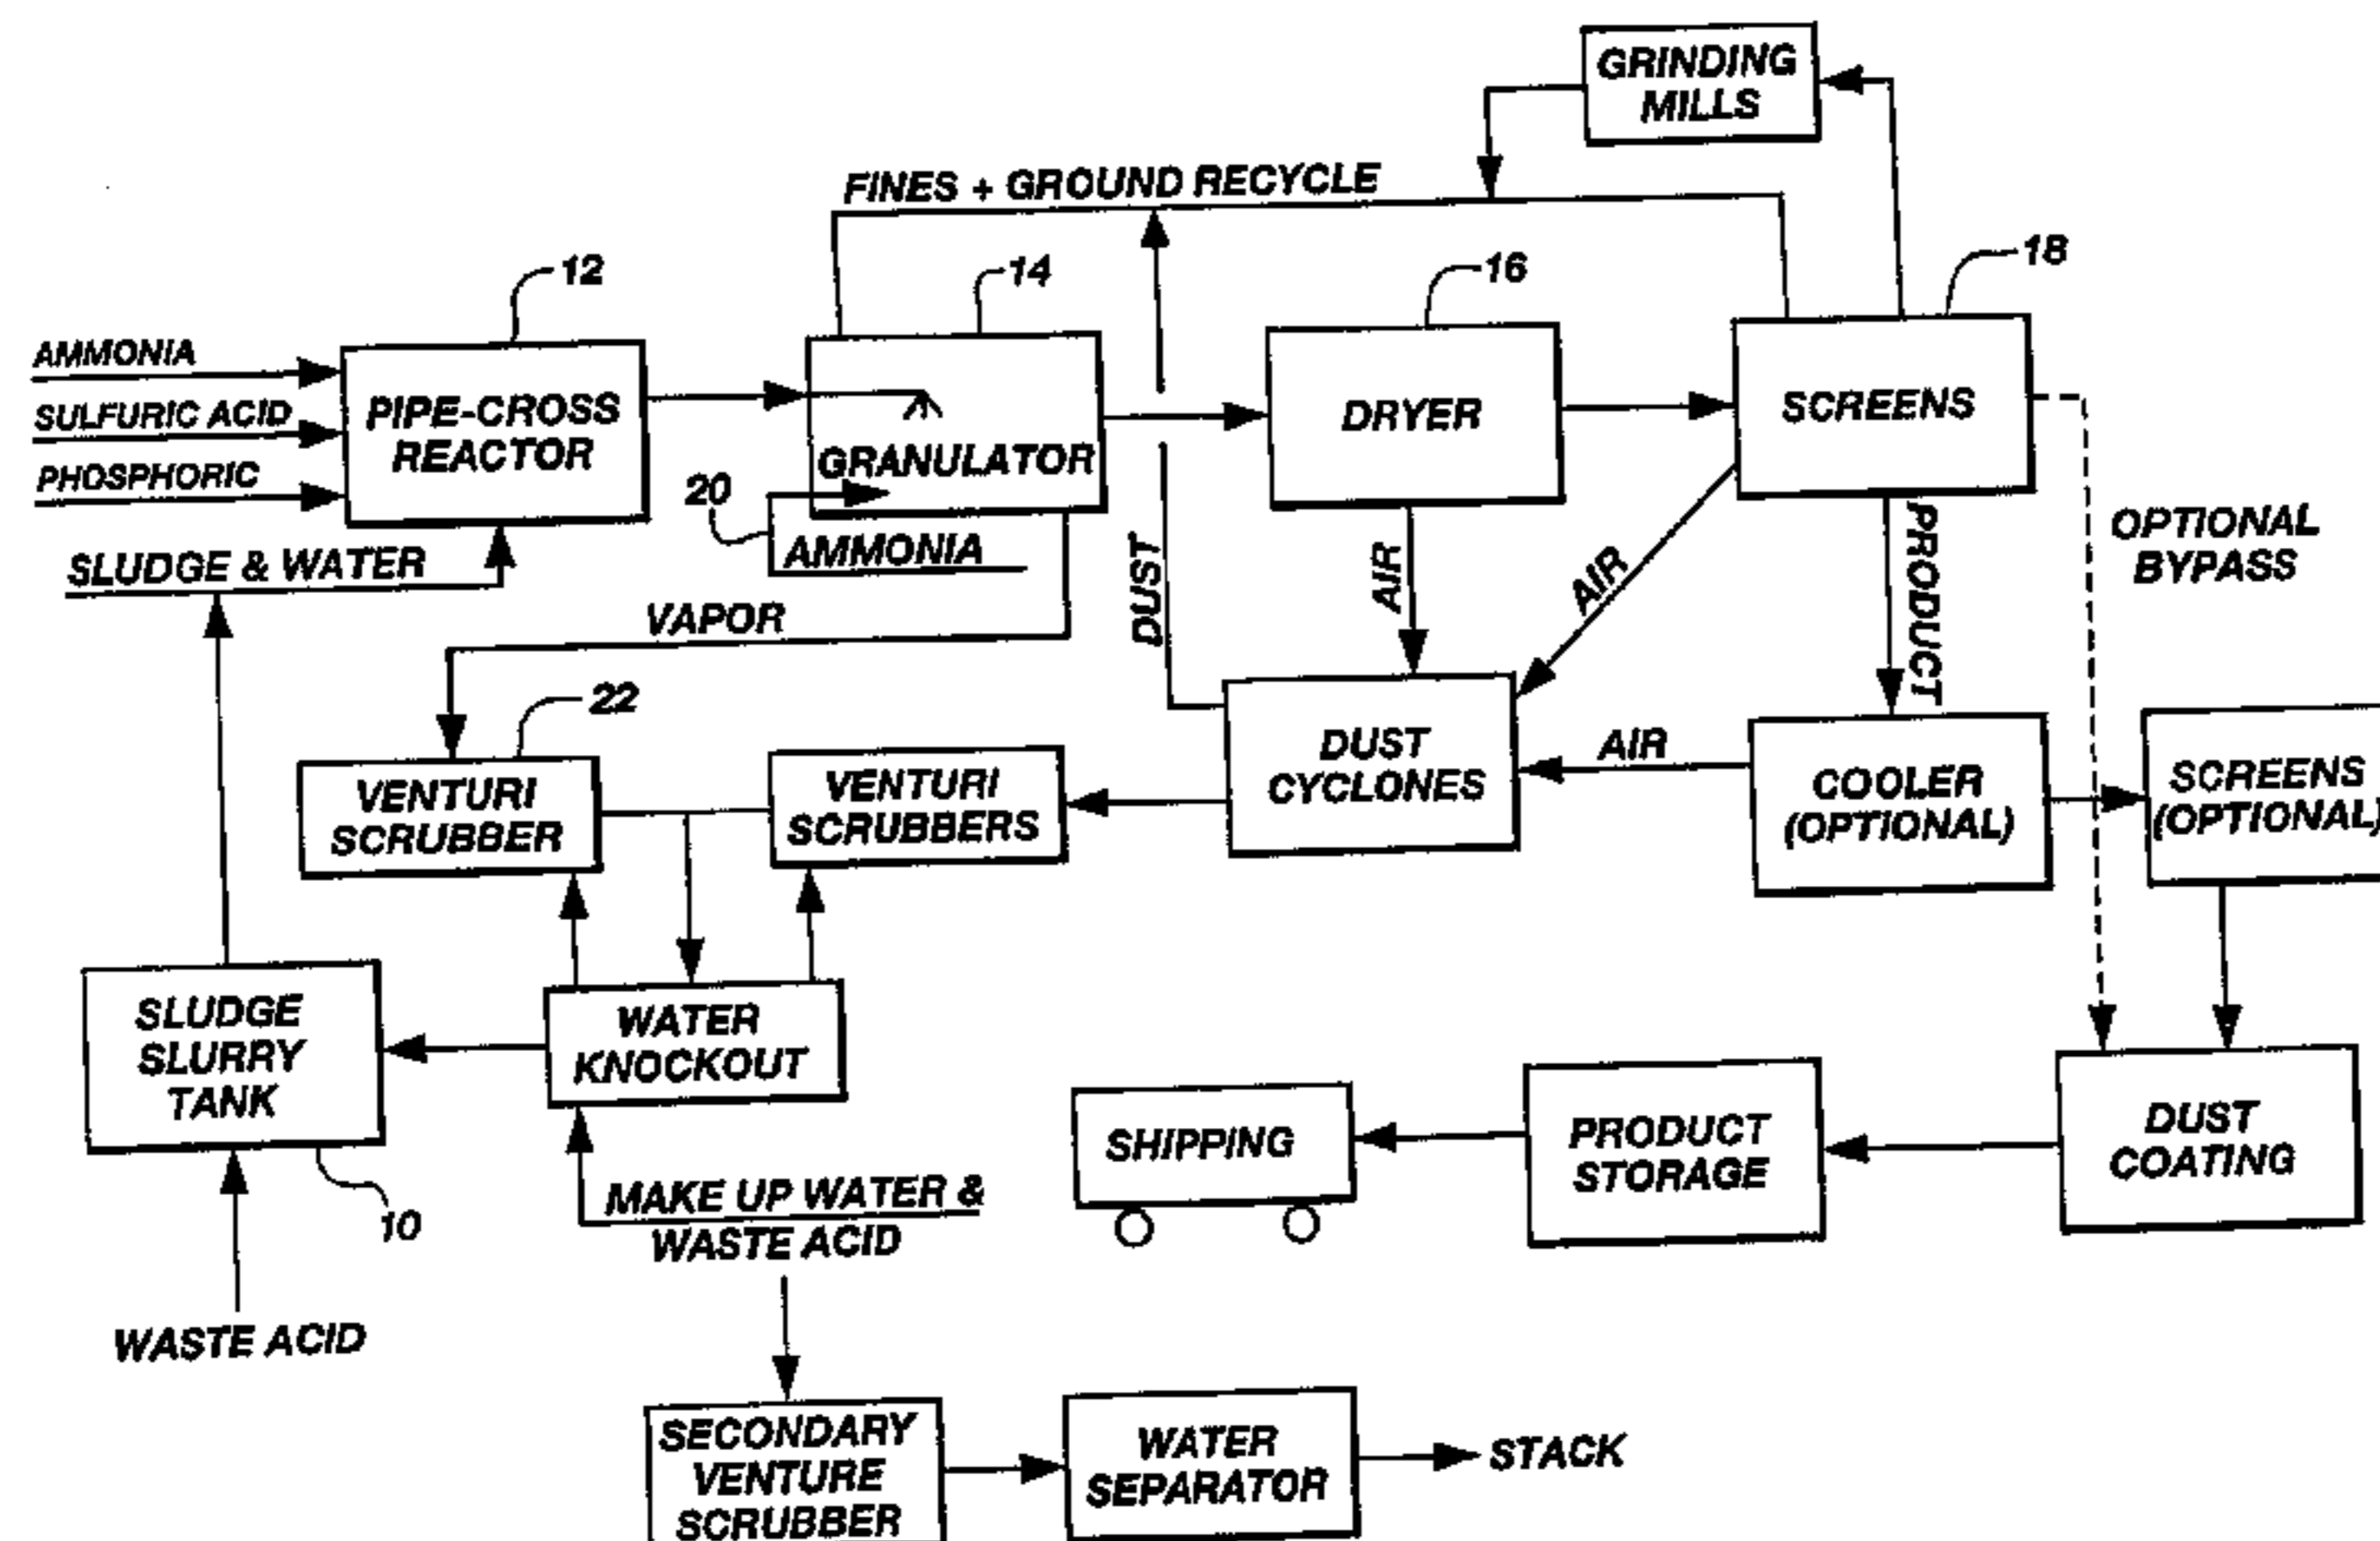 GRINDING
MILLS
FINES + GROUND RECYCLE
12
14
16
18
AMMONIA
SULFURIC ACID
PHOSPHORIC
PIPE-CROSS
REACTOR
GRANULATOR
DRYER
SCREENS
20
AMMONIA
SLUDGE & WATER
VAPOR
DUST
AIR
AIR
PRODUCT
OPTIONAL
BYPASS
22
VENTURI
SCRUBBER
VENTURI
SCRUBBERS
DUST
CYCLONES
AIR
COOLER
(OPTIONAL)
SCREENS
(OPTIONAL)
SLUDGE
SLURRY
TANK
WATER
KNOCKOUT
10
MAKE UP WATER &
WASTE ACID
SHIPPING
PRODUCT
STORAGE
DUST
COATING
WASTE ACID
SECONDARY
VENTURE
SCRUBBER
WATER
SEPARATOR
STACK